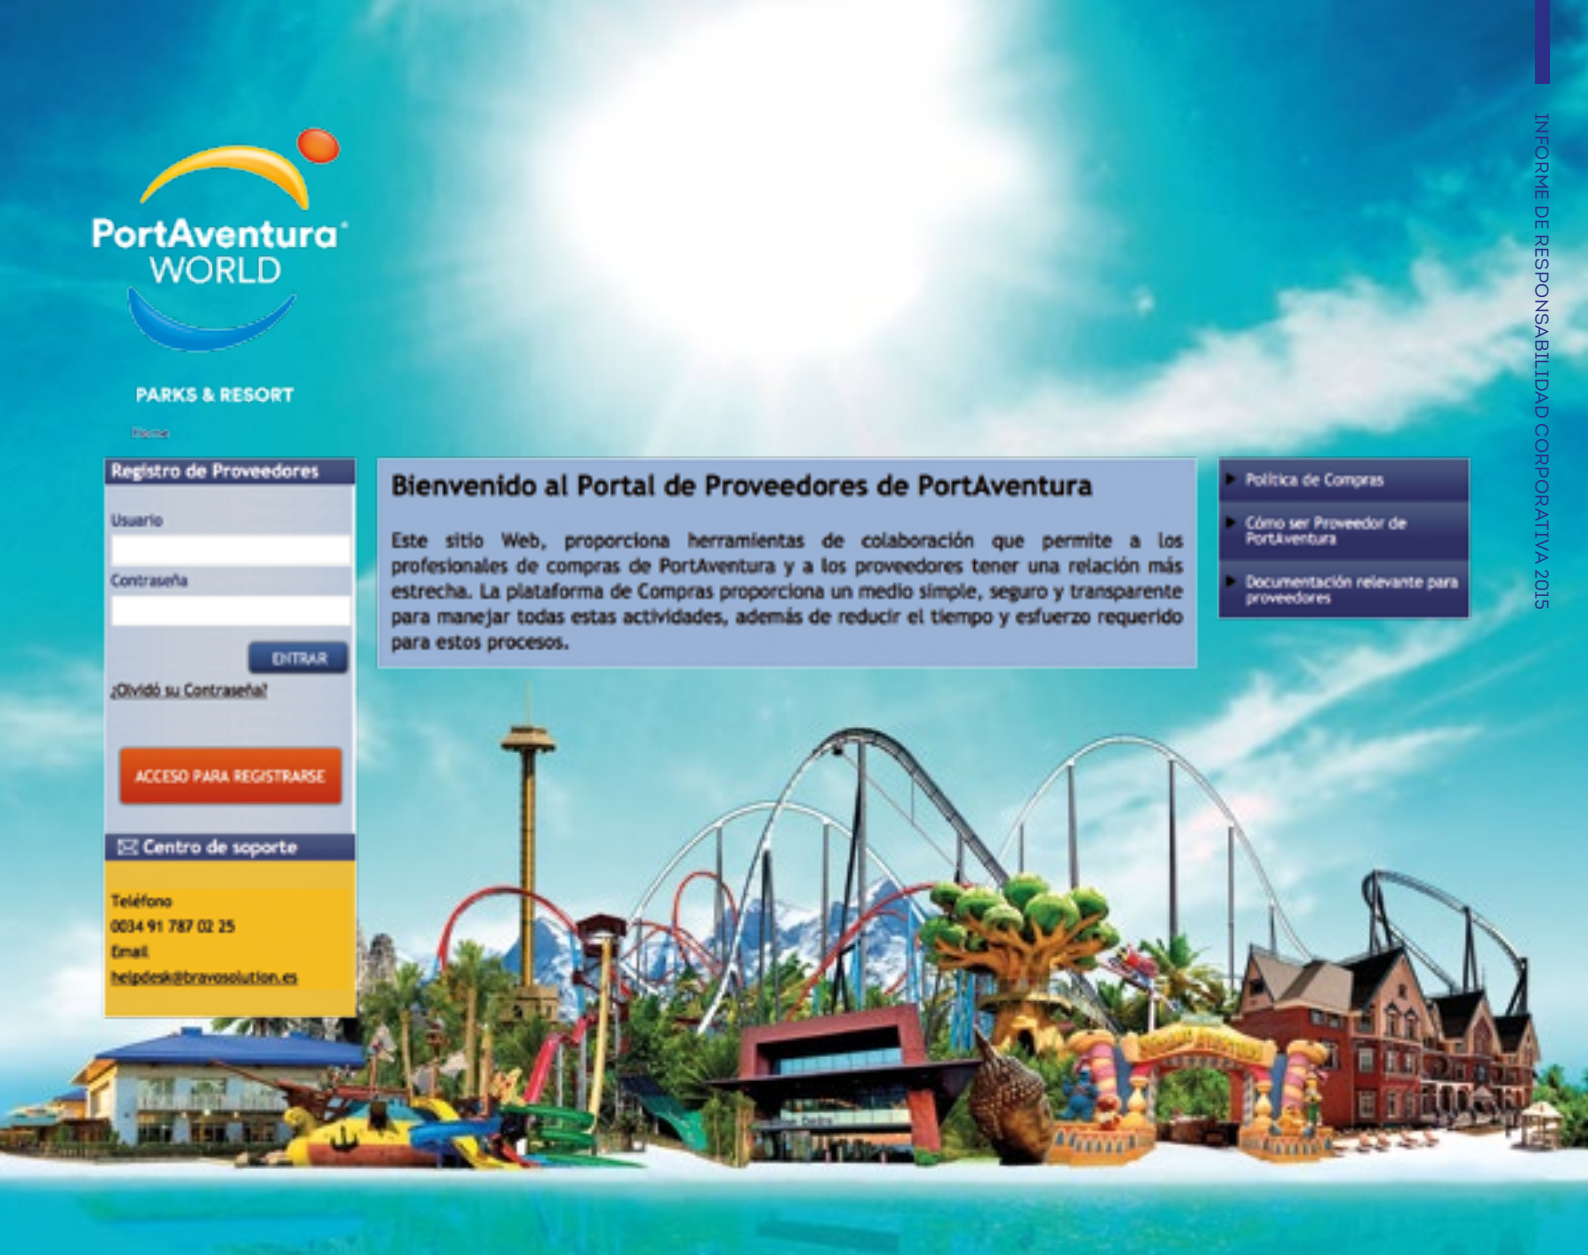 PortAventura®
WORLD
PARKS & RESORT
Home
Registro de Proveedores
Usuario
Contraseña
ENTRAR
¿Olvidó su Contraseña?
ACCESO PARA REGISTRARSE
Centro de soporte
Teléfono
0034 91 787 02 25
Email
helpdesk@bravosolution.es
Bienvenido al Portal de Proveedores de PortAventura
Este sitio Web, proporciona herramientas de colaboración que permite a los
profesionales de compras de PortAventura y a los proveedores tener una relación más
estrecha. La plataforma de Compras proporciona un medio simple, seguro y transparente
para manejar todas estas actividades, además de reducir el tiempo y esfuerzo requerido
para estos procesos.
Política de Compras
Cómo ser Proveedor de
PortAventura
Documentación relevante para
proveedores
INFORME DE RESPONSABILIDAD CORPORATIVA 2015